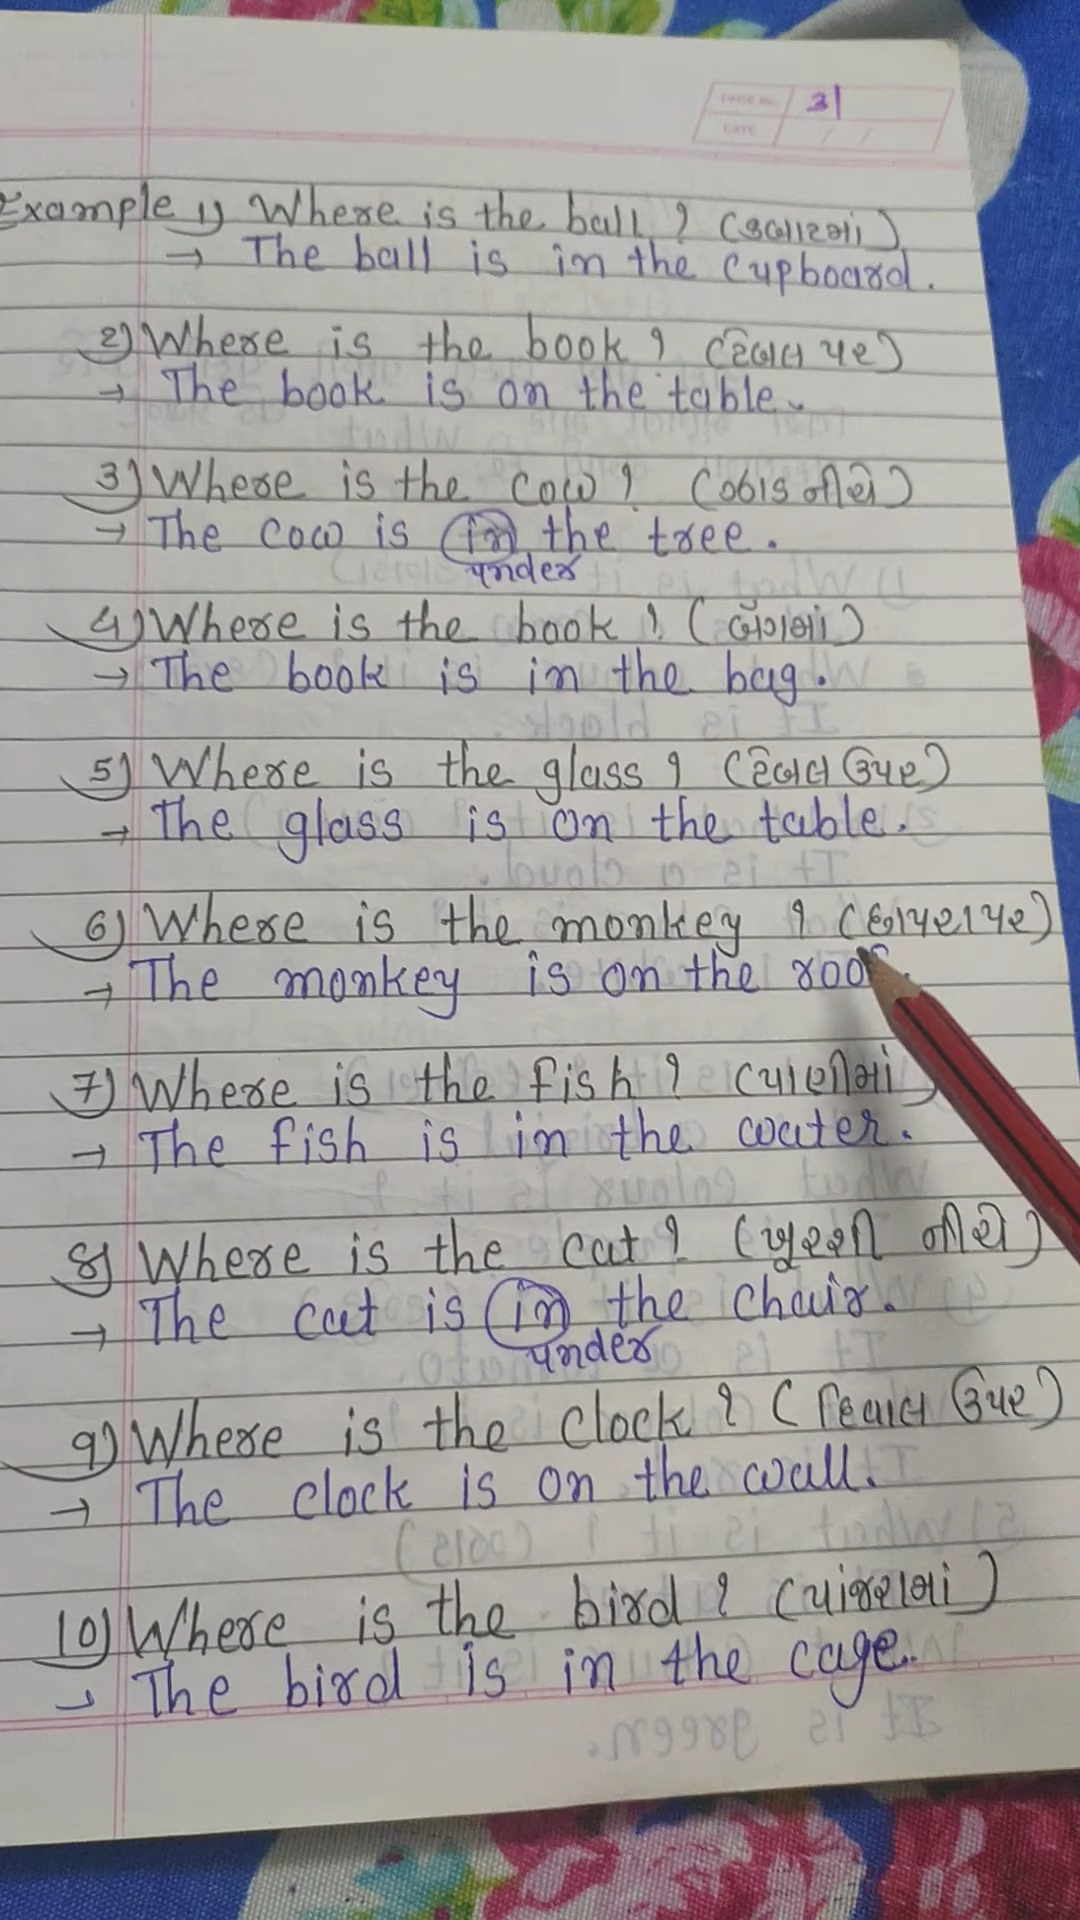 PAGE NO. 31
DATE / /
Example 1) Where is the ball ? (કબાટમાં)
→ The ball is in the cupboard.
2) Where is the book ? (ટેબલ પર)
→ The book is on the table.
3) Where is the cow ? (ઝાડ નીચે)
→ The cow is in the tree.
under
4) Where is the book ? (બૅગમાં)
→ The book is in the bag.
5) Where is the glass ? (ટેબલ ઉપર)
→ The glass is on the table.
6) Where is the monkey ? (છાપરાપર)
→ The monkey is on the roof.
7) Where is the fish ? (પાણીમાં)
→ The fish is in the water.
8) Where is the cat ? (ખુરશી નીચે)
→ The cat is in the chair.
under
9) Where is the clock ? (દિવાલ ઉપર)
→ The clock is on the wall.
10) Where is the bird ? (પાંજરામાં)
→ The bird is in the cage.